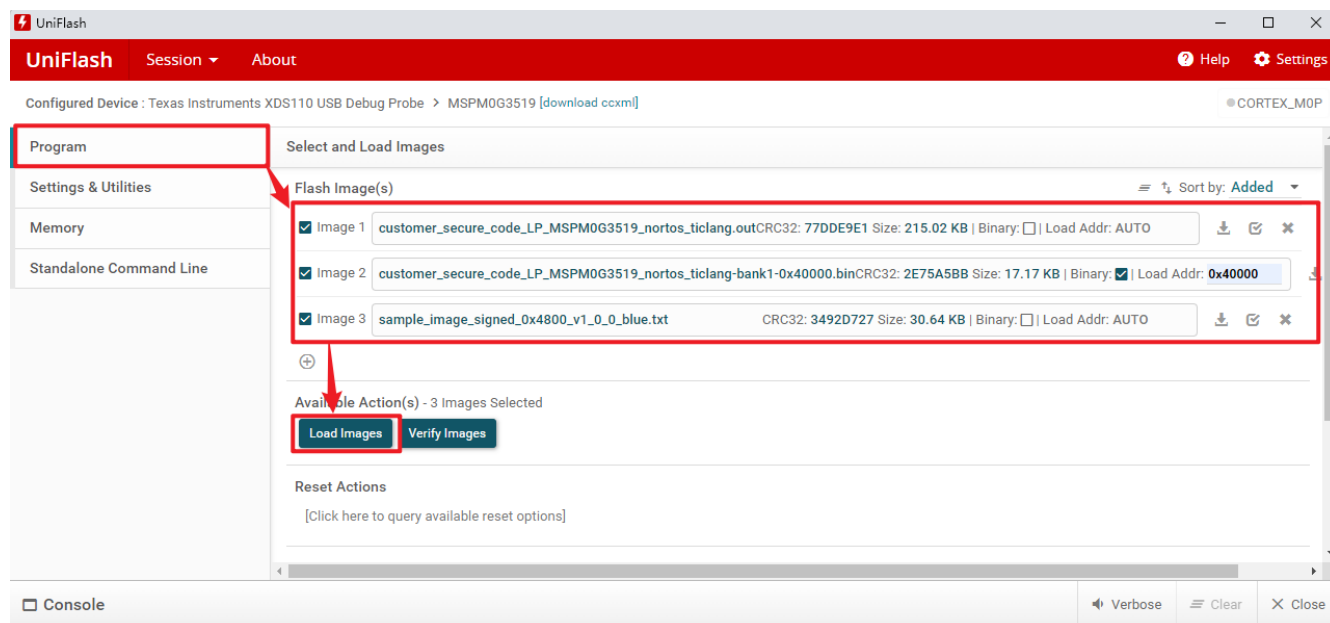 UniFlash
UniFlash Session About Help Settings
Configured Device : Texas Instruments XDS110 USB Debug Probe > MSPM0G3519 [download ccxml] CORTEX_M0P
Program
Settings & Utilities
Memory
Standalone Command Line
Select and Load Images
Flash Image(s) Sort by: Added
Image 1 customer_secure_code_LP_MSPM0G3519_nortos_ticlang.outCRC32: 77DDE9E1 Size: 215.02 KB | Binary: | Load Addr: AUTO
Image 2 customer_secure_code_LP_MSPM0G3519_nortos_ticlang-bank1-0x40000.binCRC32: 2E75A5BB Size: 17.17 KB | Binary: | Load Addr: 0x40000
Image 3 sample_image_signed_0x4800_v1_0_0_blue.txt CRC32: 3492D727 Size: 30.64 KB | Binary: | Load Addr: AUTO
Available Action(s) - 3 Images Selected
Load Images Verify Images
Reset Actions
[Click here to query available reset options]
Console Verbose Clear Close